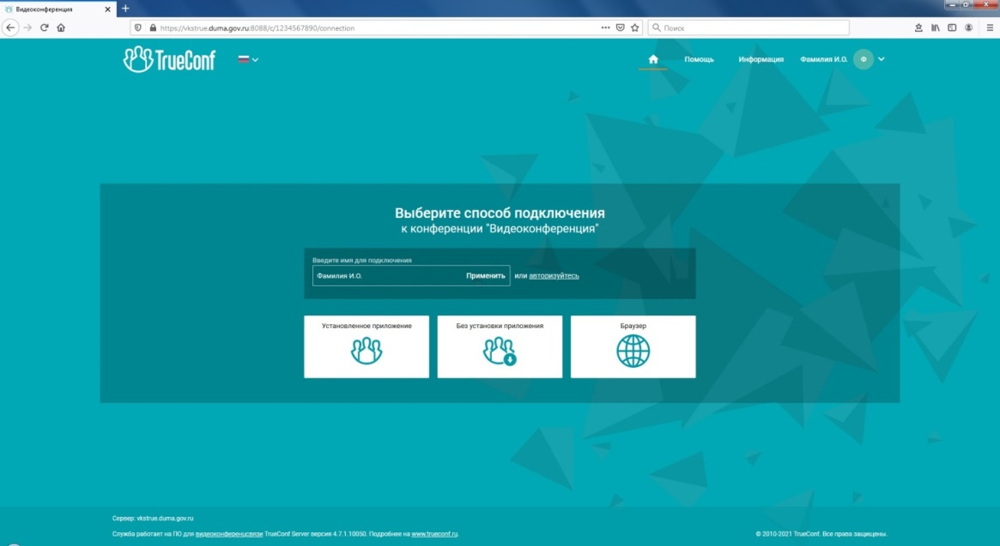 Видеоконференция
https://vkstrue.duma.gov.ru:8088/c/1234567890/connection
Поиск
TrueConf
Помощь
Информация
Фамилия И.О.
Ф
Выберите способ подключения
к конференции "Видеоконференция"
Введите имя для подключения
Фамилия И.О.
Применить
или авторизуйтесь
Установленное приложение
Без установки приложения
Браузер
Сервер: vkstrue.duma.gov.ru
Служба работает на ПО для видеоконференцсвязи TrueConf Server версия 4.7.1.10050. Подробнее на www.trueconf.ru.
© 2010-2021 TrueConf. Все права защищены.